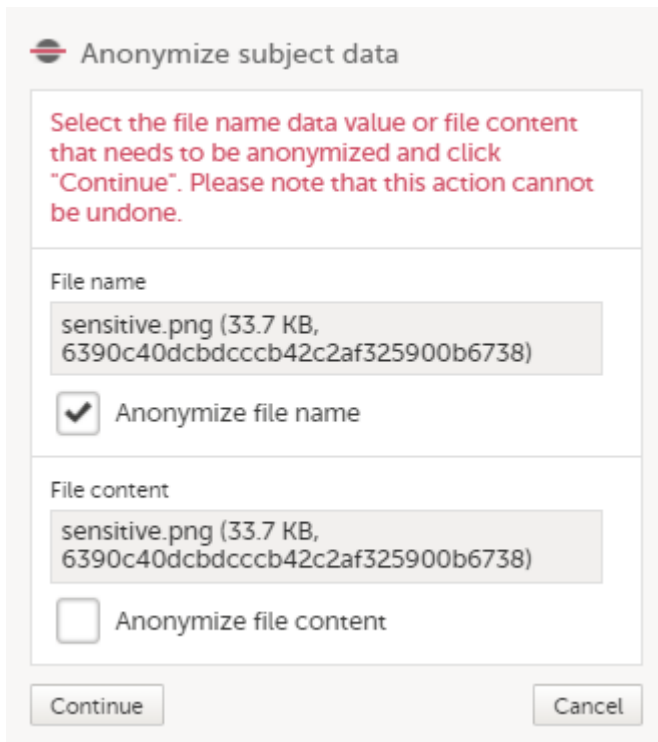 Anonymize subject data
Select the file name data value or file content
that needs to be anonymized and click
"Continue". Please note that this action cannot
be undone.
File name
sensitive.png (33.7 KB,
6390c40dcbdcccb42c2af325900b6738)
Anonymize file name
File content
sensitive.png (33.7 KB,
6390c40dcbdcccb42c2af325900b6738)
Anonymize file content
Continue
Cancel